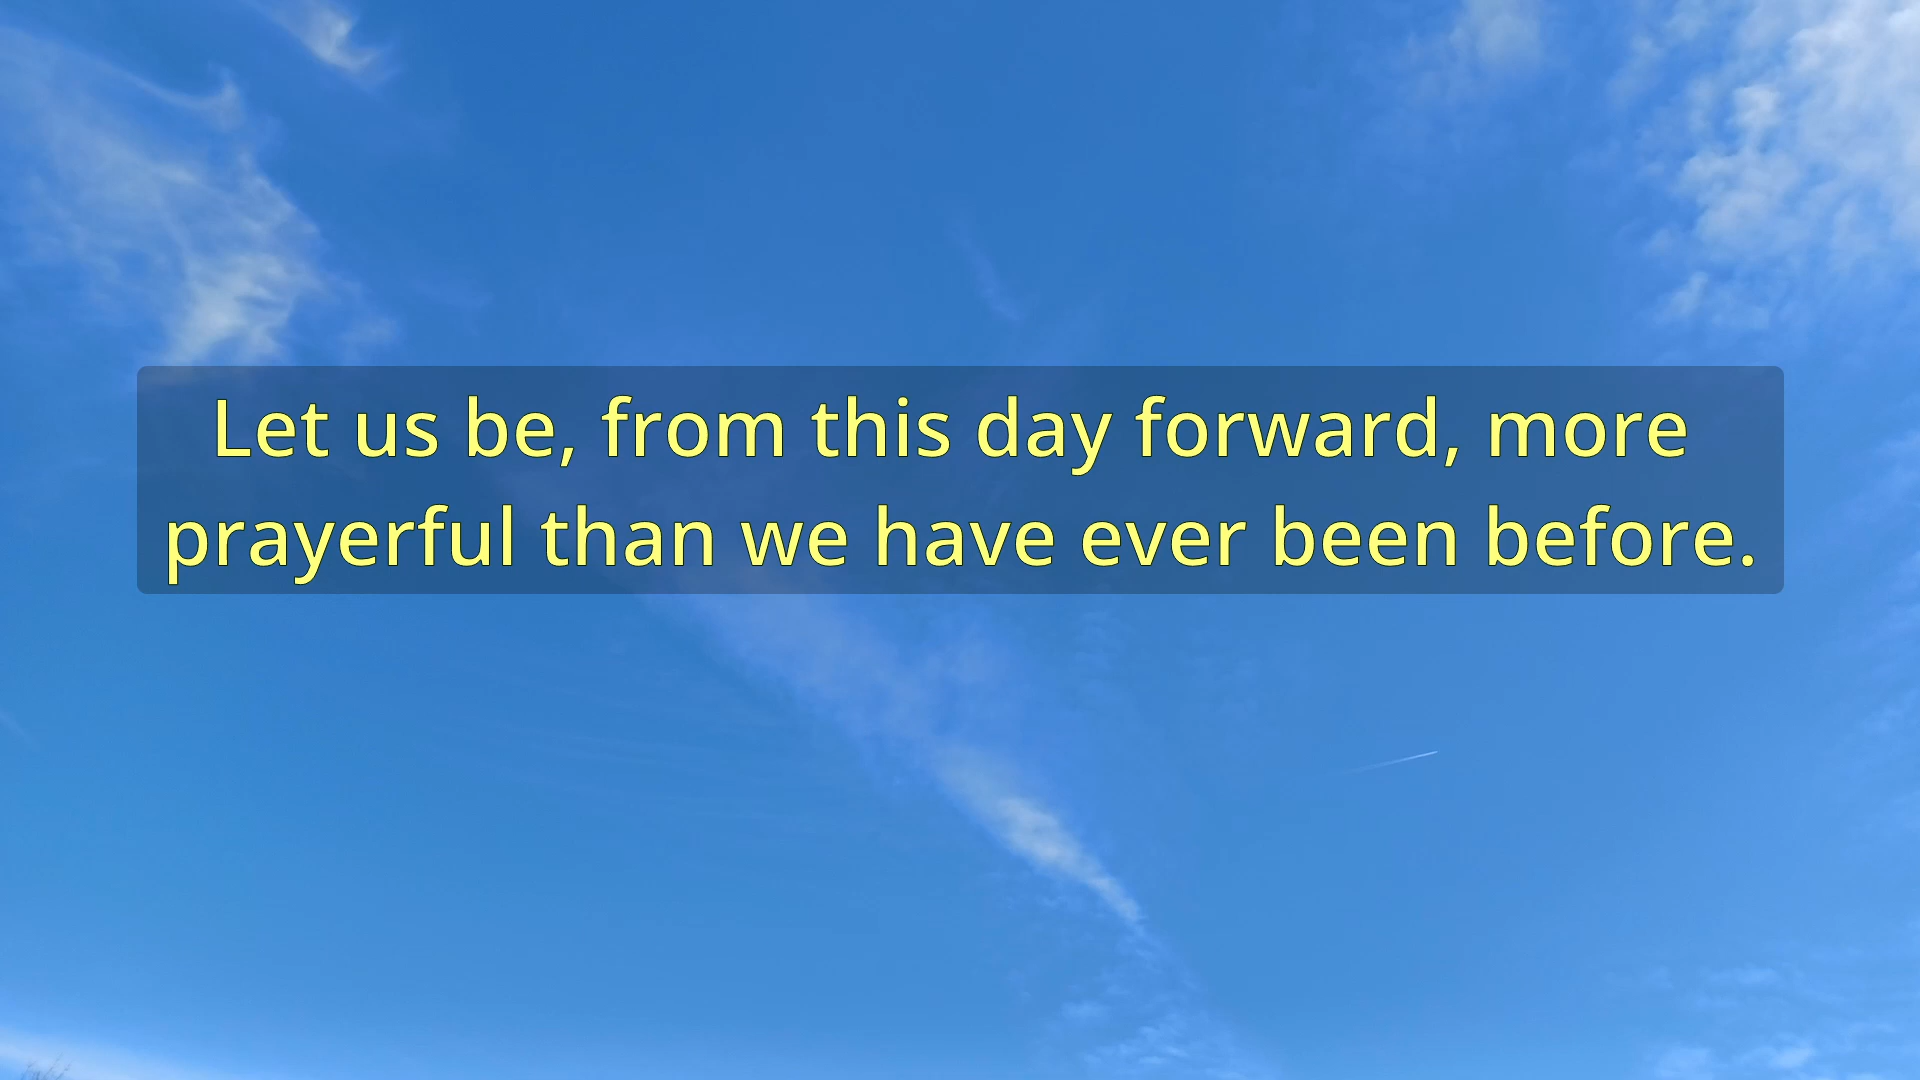 Let us be, from this day forward, more
prayerful than we have ever been before.